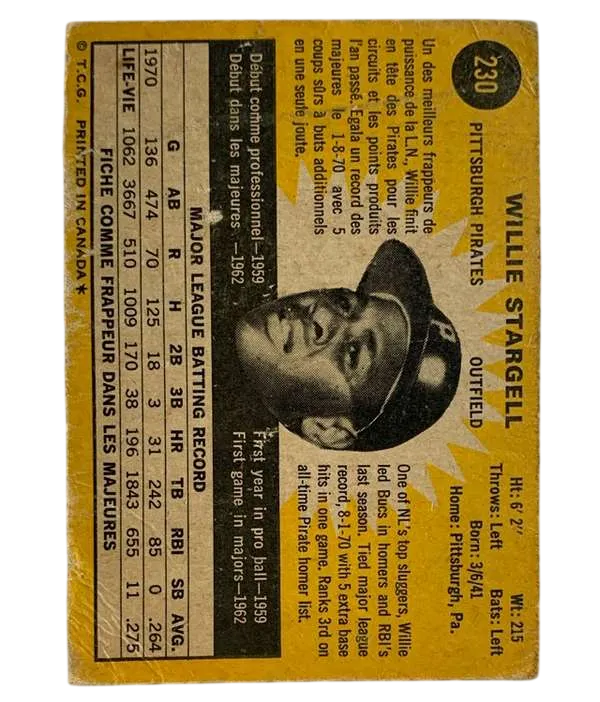 230
WILLIE STARGELL
PITTSBURGH PIRATES OUTFIELD
Ht: 6' 2" Wt: 215
Throws: Left Bats: Left
Born: 3/6/41
Home: Pittsburgh, Pa.
Un des meilleurs frappeurs de
puissance de la L.N., Willie finit
en tête des Pirates pour les
circuits et les points produits
l'an passé. Egala un record des
majeures le 1-8-70 avec 5
coups sûrs à buts additionnels
en une seule joute.
One of NL's top sluggers, Willie
led Bucs in homers and RBI's
last season. Tied major league
record, 8-1-70 with 5 extra base
hits in one game. Ranks 3rd on
all-time Pirate homer list.
Début comme professionnel—1959
Début dans les majeures —1962
First year in pro ball—1959
First game in majors—1962
MAJOR LEAGUE BATTING RECORD
G AB R H 2B 3B HR TB RBI SB AVG.
1970 136 474 70 125 18 3 31 242 85 0 .264
LIFE-VIE 1062 3667 510 1009 170 38 196 1843 655 11 .275
FICHE COMME FRAPPEUR DANS LES MAJEURES
© T.C.G. PRINTED IN CANADA *